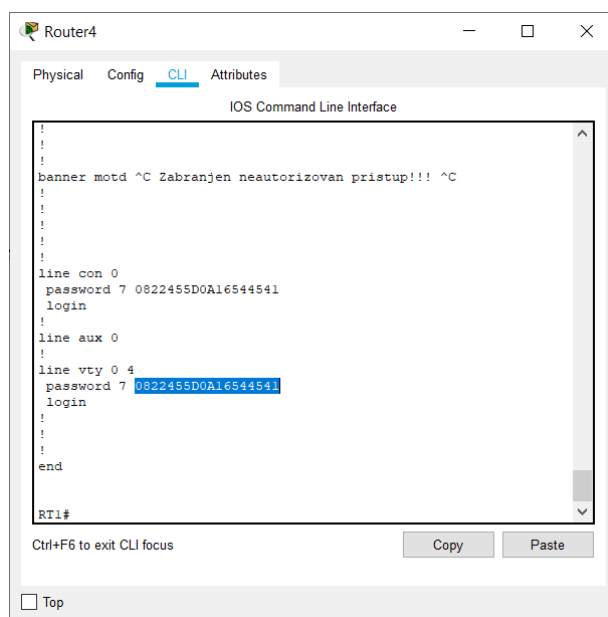 Router4
Physical Config CLI Attributes
IOS Command Line Interface
!
!
!
banner motd ^C Zabranjen neautorizovan pristup!!! ^C
!
!
!
!
!
line con 0
password 7 0822455D0A16544541
login
!
line aux 0
!
line vty 0 4
password 7 0822455D0A16544541
login
!
!
!
end
RT1#
Ctrl+F6 to exit CLI focus
Copy Paste
Top